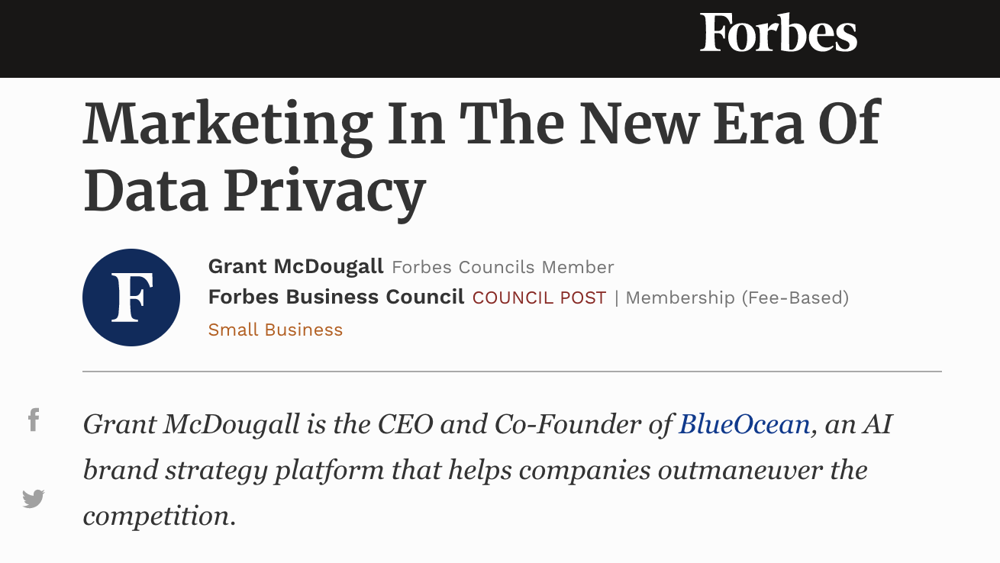 Forbes
Marketing In The New Era Of
Data Privacy
F
Grant McDougall Forbes Councils Member
Forbes Business Council COUNCIL POST | Membership (Fee-Based)
Small Business
Grant McDougall is the CEO and Co-Founder of BlueOcean, an AI
brand strategy platform that helps companies outmaneuver the
competition.